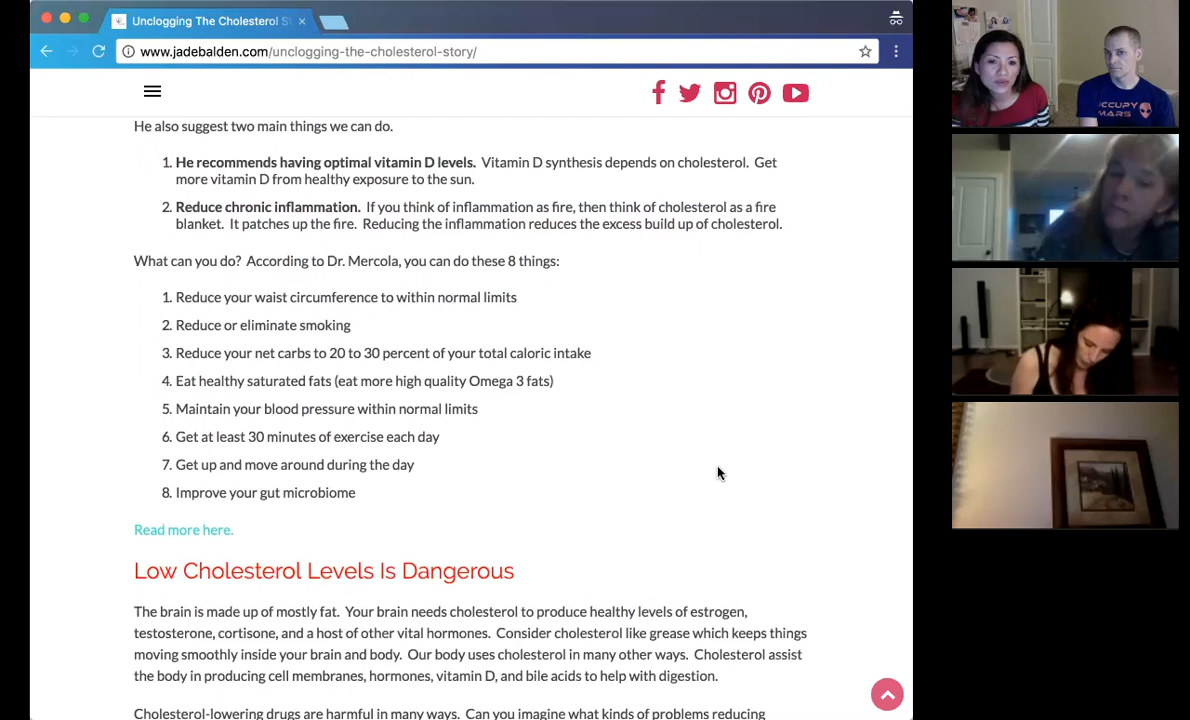 Unclogging The Cholesterol St
www.jadebalden.com/unclogging-the-cholesterol-story/
He also suggest two main things we can do.
1. He recommends having optimal vitamin D levels. Vitamin D synthesis depends on cholesterol. Get
more vitamin D from healthy exposure to the sun.
2. Reduce chronic inflammation. If you think of inflammation as fire, then think of cholesterol as a fire
blanket. It patches up the fire. Reducing the inflammation reduces the excess build up of cholesterol.
What can you do? According to Dr. Mercola, you can do these 8 things:
1. Reduce your waist circumference to within normal limits
2. Reduce or eliminate smoking
3. Reduce your net carbs to 20 to 30 percent of your total caloric intake
4. Eat healthy saturated fats (eat more high quality Omega 3 fats)
5. Maintain your blood pressure within normal limits
6. Get at least 30 minutes of exercise each day
7. Get up and move around during the day
8. Improve your gut microbiome
Read more here.
Low Cholesterol Levels Is Dangerous
The brain is made up of mostly fat. Your brain needs cholesterol to produce healthy levels of estrogen,
testosterone, cortisone, and a host of other vital hormones. Consider cholesterol like grease which keeps things
moving smoothly inside your brain and body. Our body uses cholesterol in many other ways. Cholesterol assist
the body in producing cell membranes, hormones, vitamin D, and bile acids to help with digestion.
Cholesterol-lowering drugs are harmful in many ways. Can you imagine what kinds of problems reducing
OCCUPY
MARS